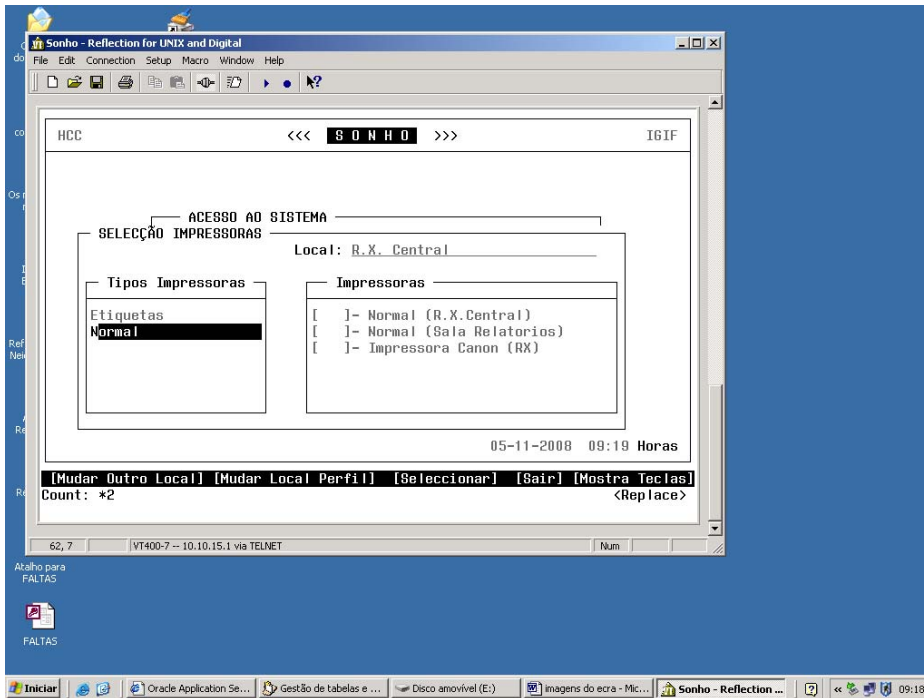 Sonho - Reflection for UNIX and Digital
File Edit Connection Setup Macro Window Help
HCC <<< S O N H O >>> IGIF
ACESSO AO SISTEMA
SELECÇÃO IMPRESSORAS
Local: R.X. Central
Tipos Impressoras
Impressoras
Etiquetas
Normal
[ ]- Normal (R.X.Central)
[ ]- Normal (Sala Relatorios)
[ ]- Impressora Canon (RX)
05-11-2008 09:19 Horas
[Mudar Outro Local] [Mudar Local Perfil] [Seleccionar] [Sair] [Mostra Teclas]
Count: *2 <Replace>
62, 7 VT400-7 -- 10.10.15.1 via TELNET Num
Atalho para
FALTAS
FALTAS
Iniciar Oracle Application Se... Gestão de tabelas e ... Disco amovível (E:) imagens do ecra - Mic... Sonho - Reflection ... « 09:19